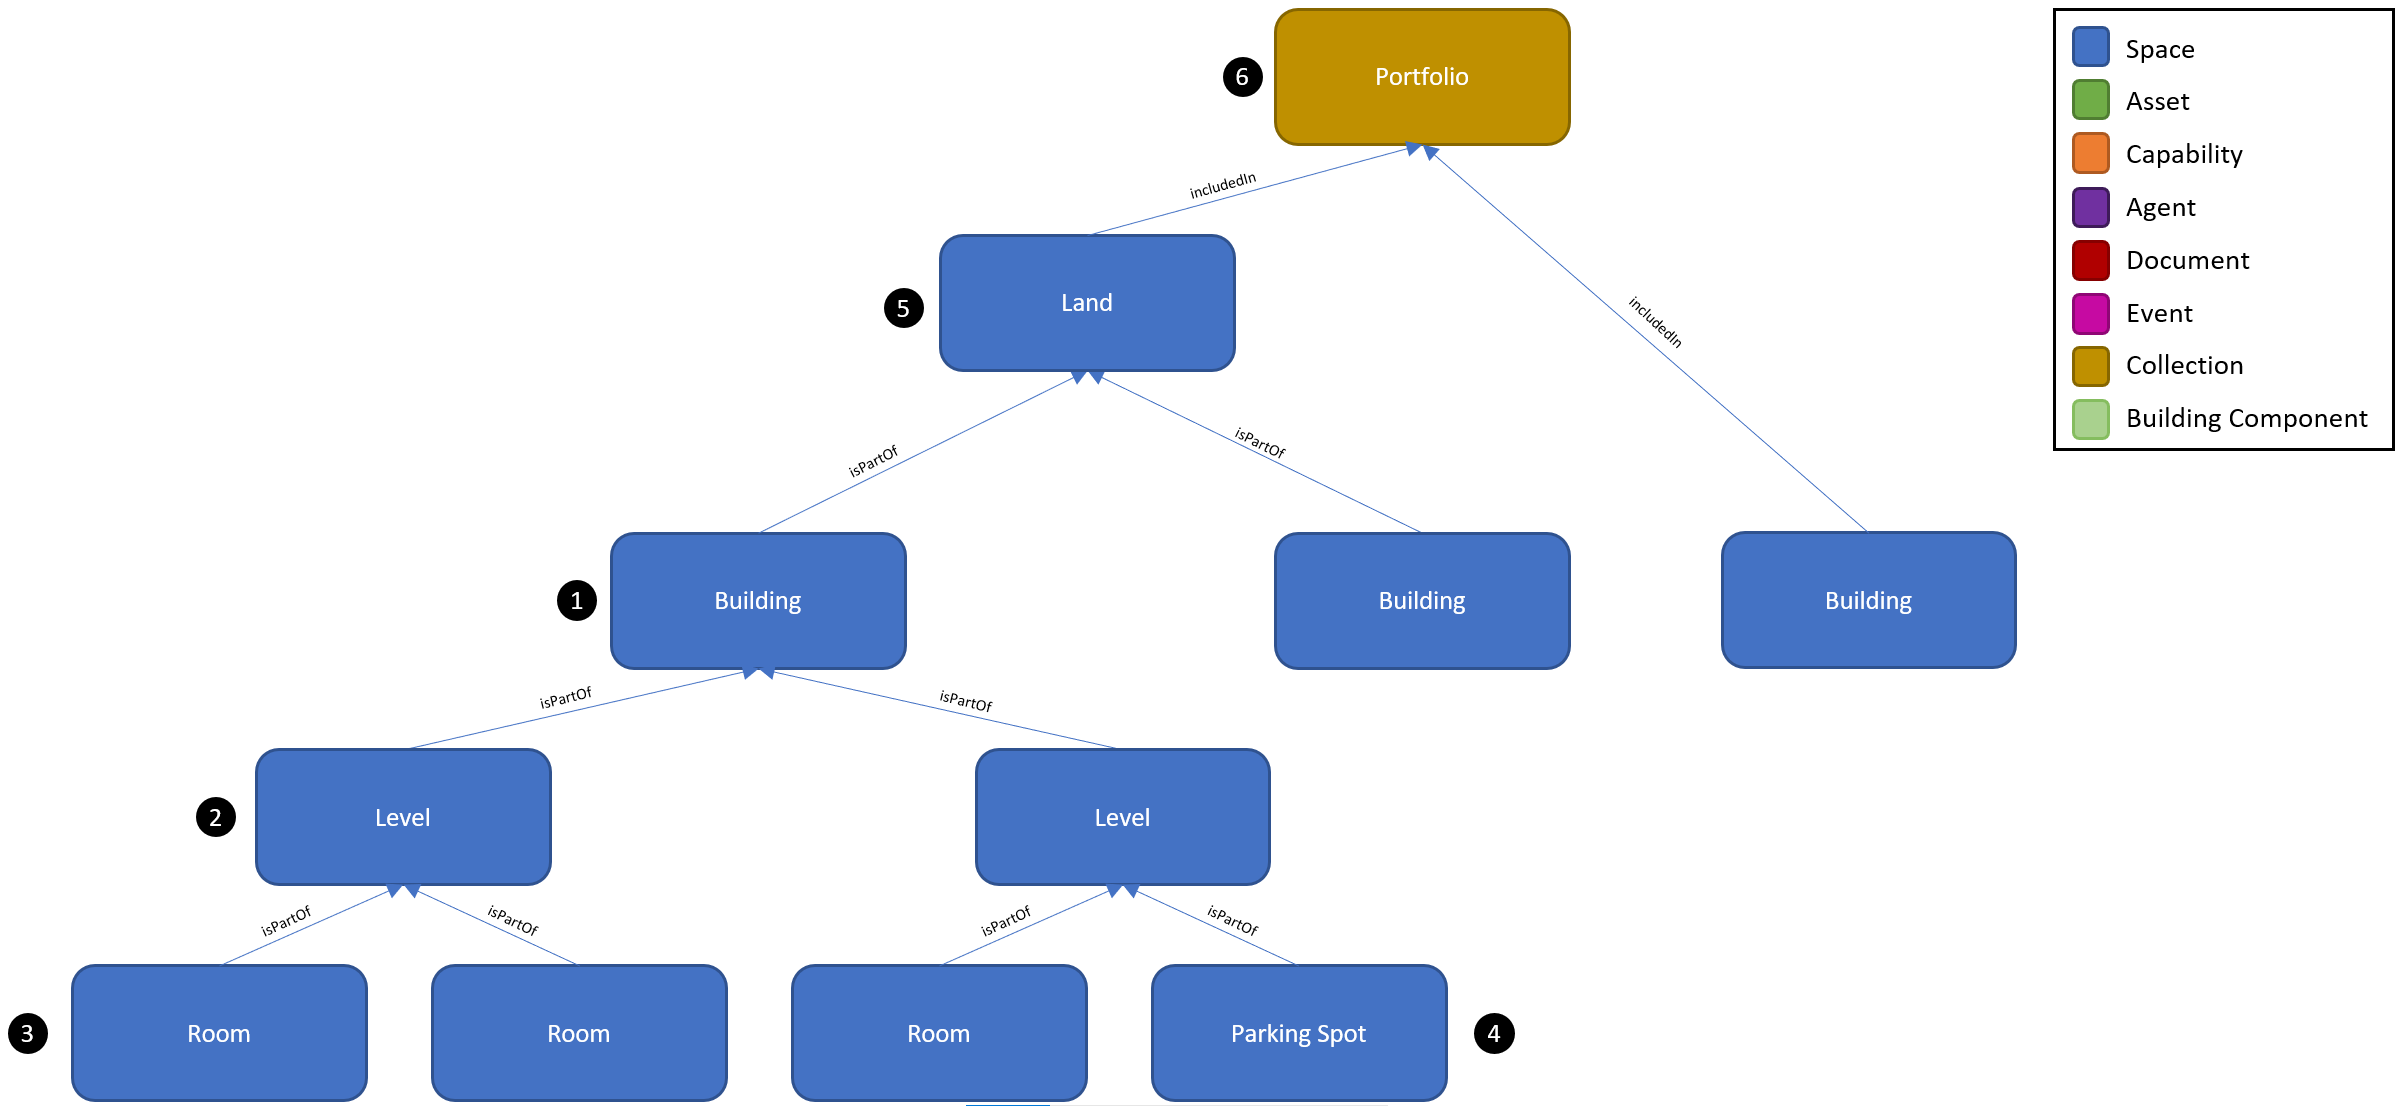 6
Portfolio
Space
Asset
Capability
Agent
Document
Event
Collection
Building Component
includedIn
includedIn
5
Land
isPartOf
isPartOf
1
Building
Building
Building
isPartOf
isPartOf
2
Level
Level
isPartOf
isPartOf
isPartOf
isPartOf
3
Room
Room
Room
Parking Spot
4